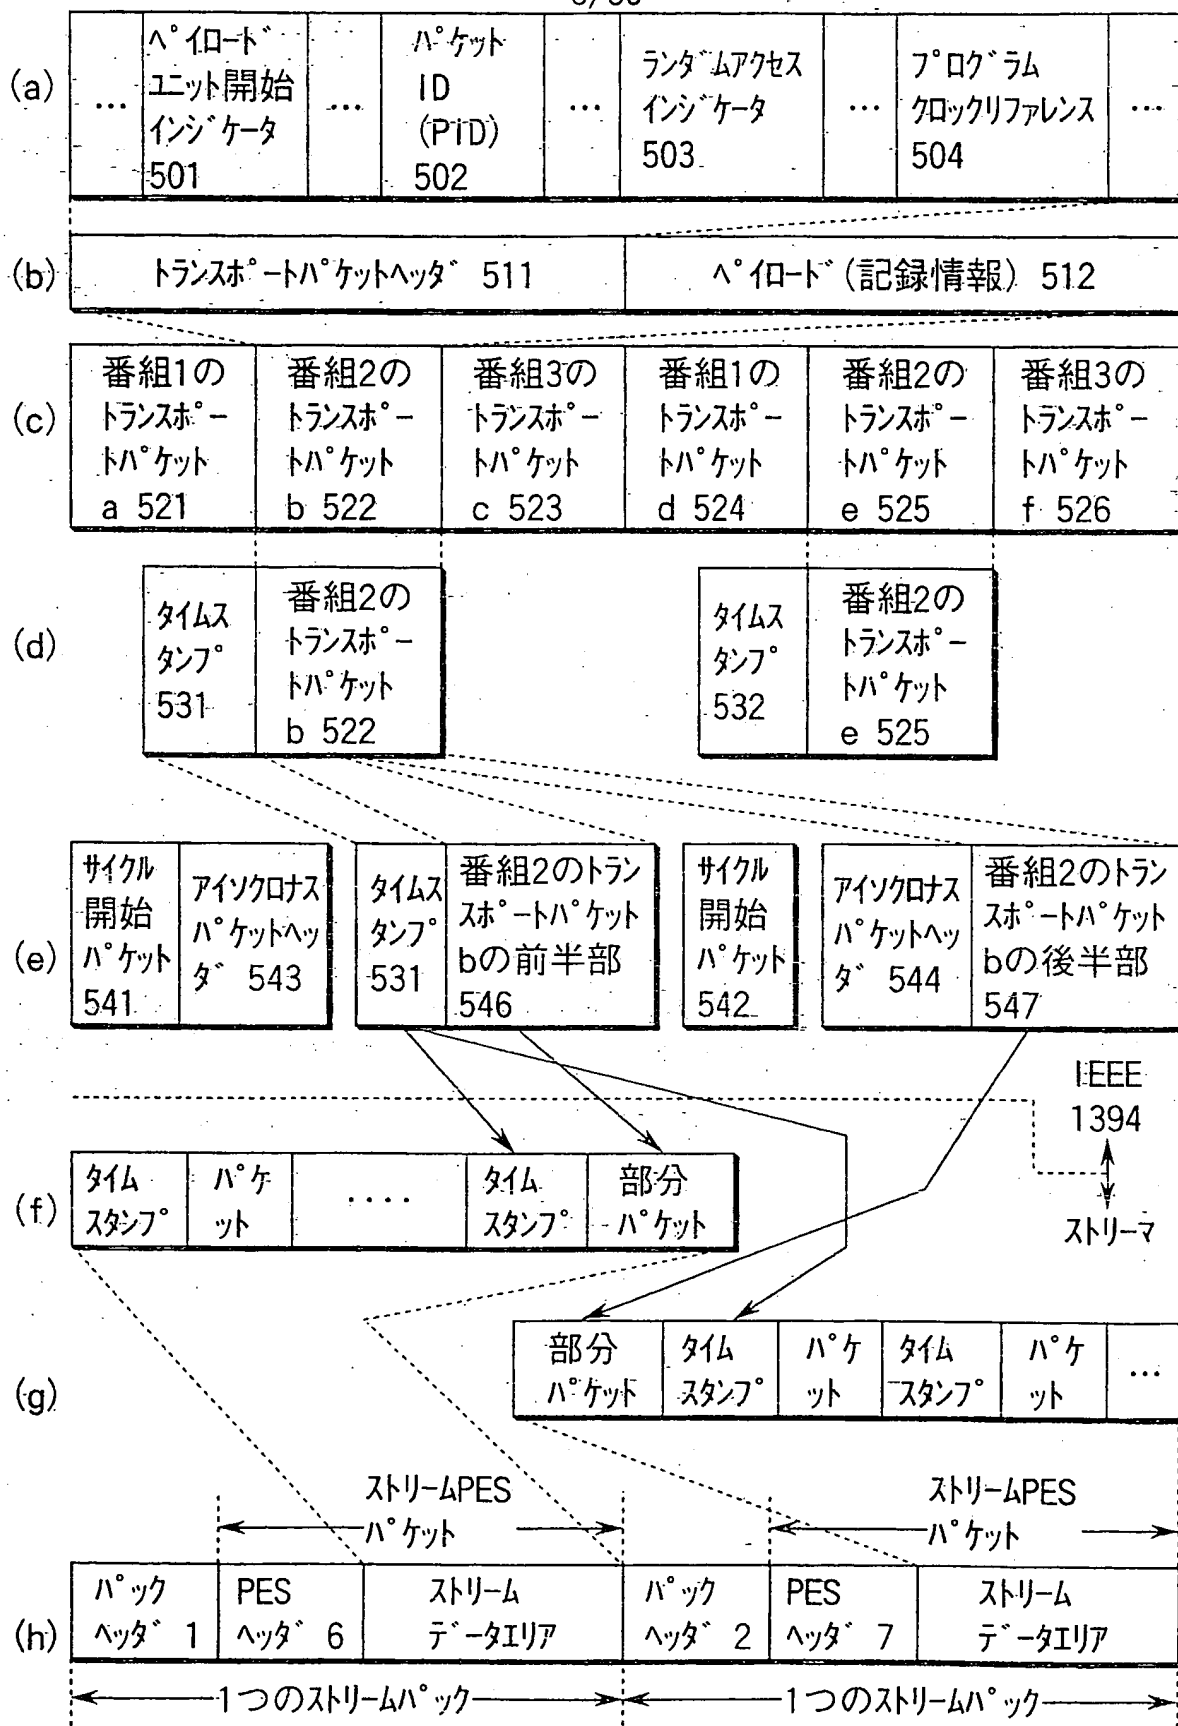 (a)
...
ペイロード
ユニット開始
インジケータ
501
...
パケット
ID
(PID)
502
...
ランダムアクセス
インジケータ
503
...
プログラム
クロックリファレンス
504
...
(b)
トランスポートパケットヘッダ 511
ペイロード(記録情報) 512
(c)
番組1の
トランスポー
トパケット
a 521
番組2の
トランスポー
トパケット
b 522
番組3の
トランスポー
トパケット
c 523
番組1の
トランスポー
トパケット
d 524
番組2の
トランスポー
トパケット
e 525
番組3の
トランスポー
トパケット
f 526
(d)
タイムス
タンプ
531
番組2の
トランスポー
トパケット
b 522
タイムス
タンプ
532
番組2の
トランスポー
トパケット
e 525
(e)
サイクル
開始
パケット
541
アイソクロナス
パケットヘッ
ダ 543
タイムス
タンプ
531
番組2のトラン
スポートパケット
bの前半部
546
サイクル
開始
パケット
542
アイソクロナス
パケットヘッ
ダ 544
番組2のトラン
スポートパケット
bの後半部
547
IEEE
1394
ストリーマ
(f)
タイム
スタンプ
パケ
ット
....
タイム
スタンプ
部分
パケット
(g)
部分
パケット
タイム
スタンプ
パケ
ット
タイム
スタンプ
パケ
ット
...
ストリームPES
パケット
ストリームPES
パケット
(h)
パック
ヘッダ 1
PES
ヘッダ 6
ストリーム
データエリア
パック
ヘッダ 2
PES
ヘッダ 7
ストリーム
データエリア
1つのストリームパック
1つのストリームパック